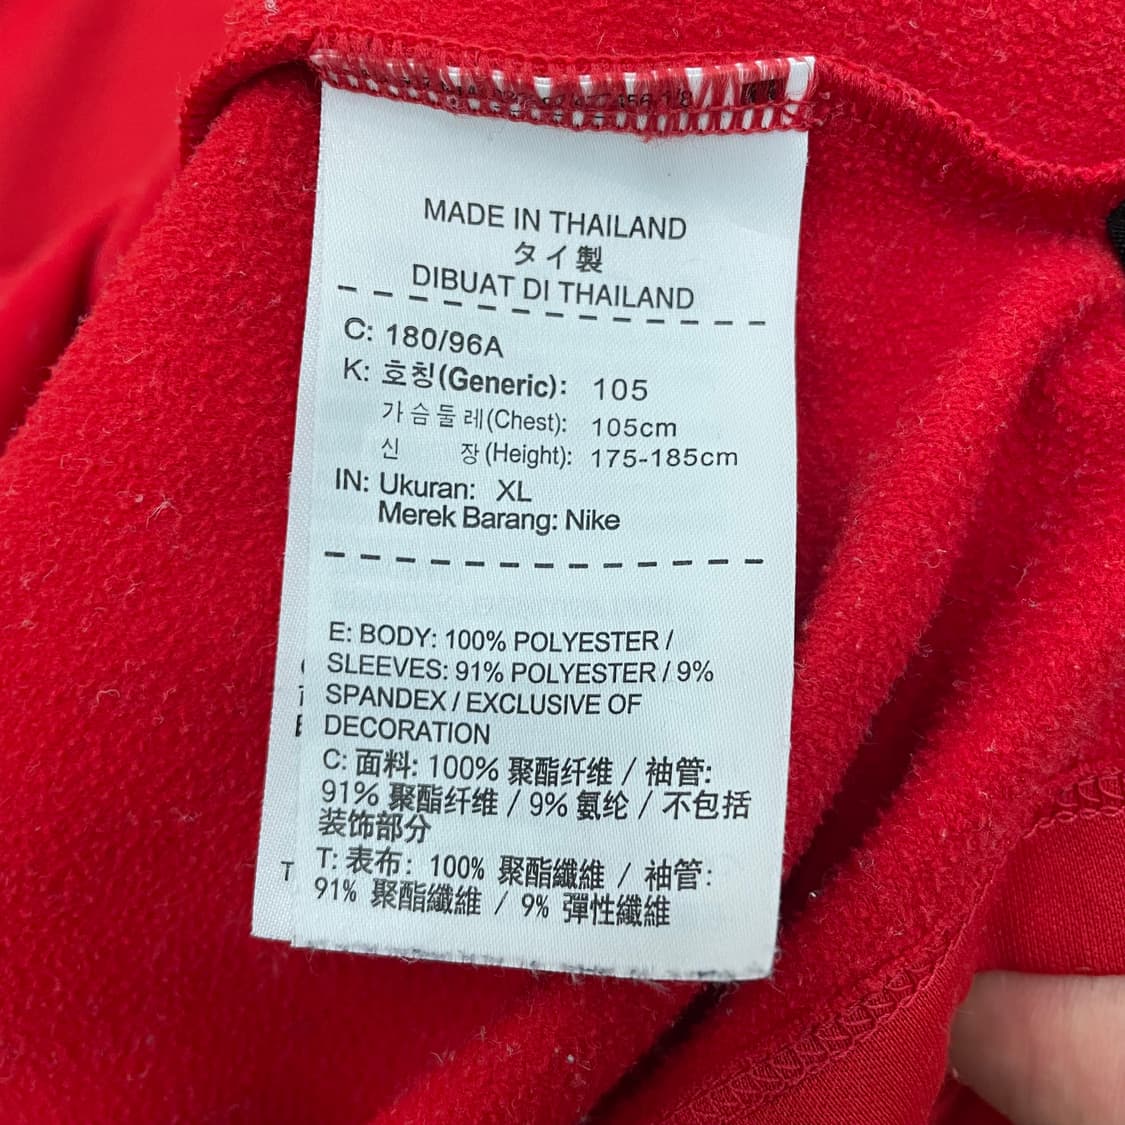 MADE IN THAILAND
タイ製
DIBUAT DI THAILAND
C: 180/96A
K: 호칭(Generic): 105
가슴둘레(Chest): 105cm
신 장(Height): 175-185cm
IN: Ukuran: XL
Merek Barang: Nike
E: BODY: 100% POLYESTER /
SLEEVES: 91% POLYESTER / 9%
SPANDEX / EXCLUSIVE OF
DECORATION
C: 面料: 100% 聚酯纤维 / 袖管:
91% 聚酯纤维 / 9% 氨纶 / 不包括
装饰部分
T: 表布: 100% 聚酯纖維 / 袖管:
91% 聚酯纖維 / 9% 彈性纖維
T